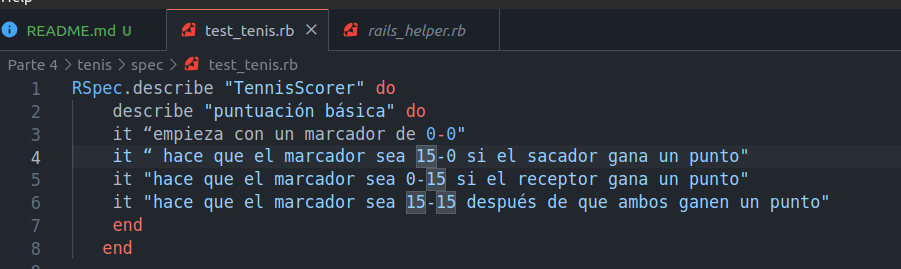 Help
README.md U
test_tenis.rb ×
rails_helper.rb
Parte 4 > tenis > spec > test_tenis.rb
1 RSpec.describe "TennisScorer" do
2 describe "puntuación básica" do
3 it “empieza con un marcador de 0-0"
4 it “ hace que el marcador sea 15-0 si el sacador gana un punto"
5 it "hace que el marcador sea 0-15 si el receptor gana un punto"
6 it "hace que el marcador sea 15-15 después de que ambos ganen un punto"
7 end
8 end